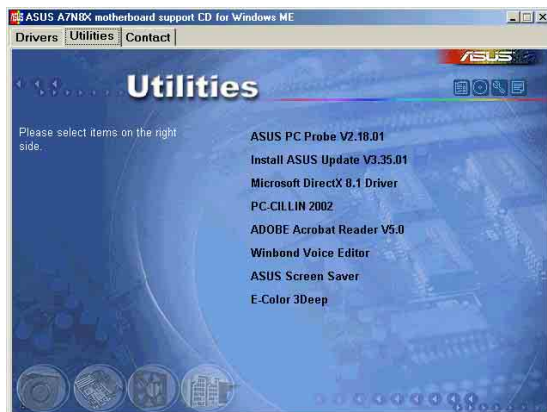 ASUS A7N8X motherboard support CD for Windows ME
Drivers Utilities Contact
ASUS
Utilities
Please select items on the right
side.
ASUS PC Probe V2.18.01
Install ASUS Update V3.35.01
Microsoft DirectX 8.1 Driver
PC-CILLIN 2002
ADOBE Acrobat Reader V5.0
Winbond Voice Editor
ASUS Screen Saver
E-Color 3Deep